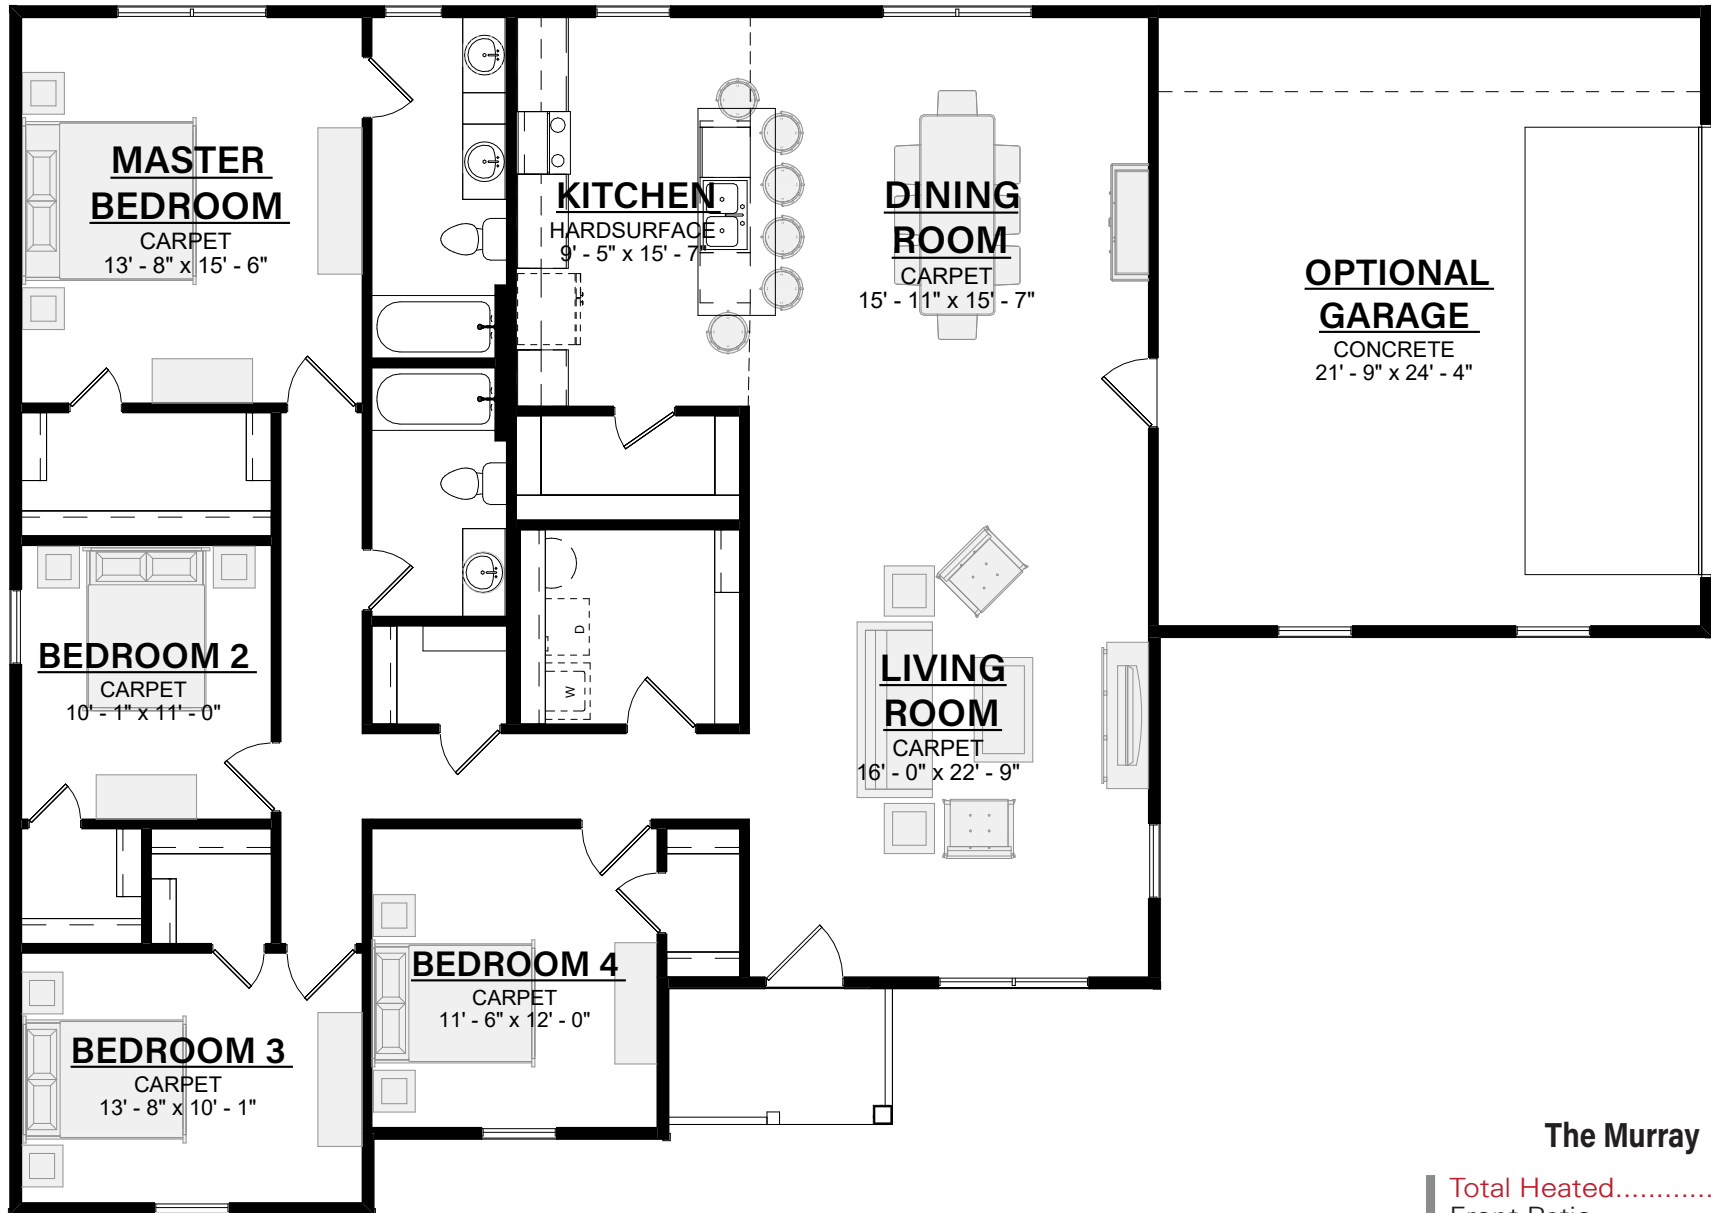 MASTER
BEDROOM
CARPET
13' - 8" x 15' - 6"
KITCHEN
HARDSURFACE
9' - 5" x 15' - 7"
DINING
ROOM
CARPET
15' - 11" x 15' - 7"
OPTIONAL
GARAGE
CONCRETE
21' - 9" x 24' - 4"
BEDROOM 2
CARPET
10' - 1" x 11' - 0"
D
W
LIVING
ROOM
CARPET
16' - 0" x 22' - 9"
BEDROOM 4
CARPET
11' - 6" x 12' - 0"
BEDROOM 3
CARPET
13' - 8" x 10' - 1"
The Murray
Total Heated............
Front Patio